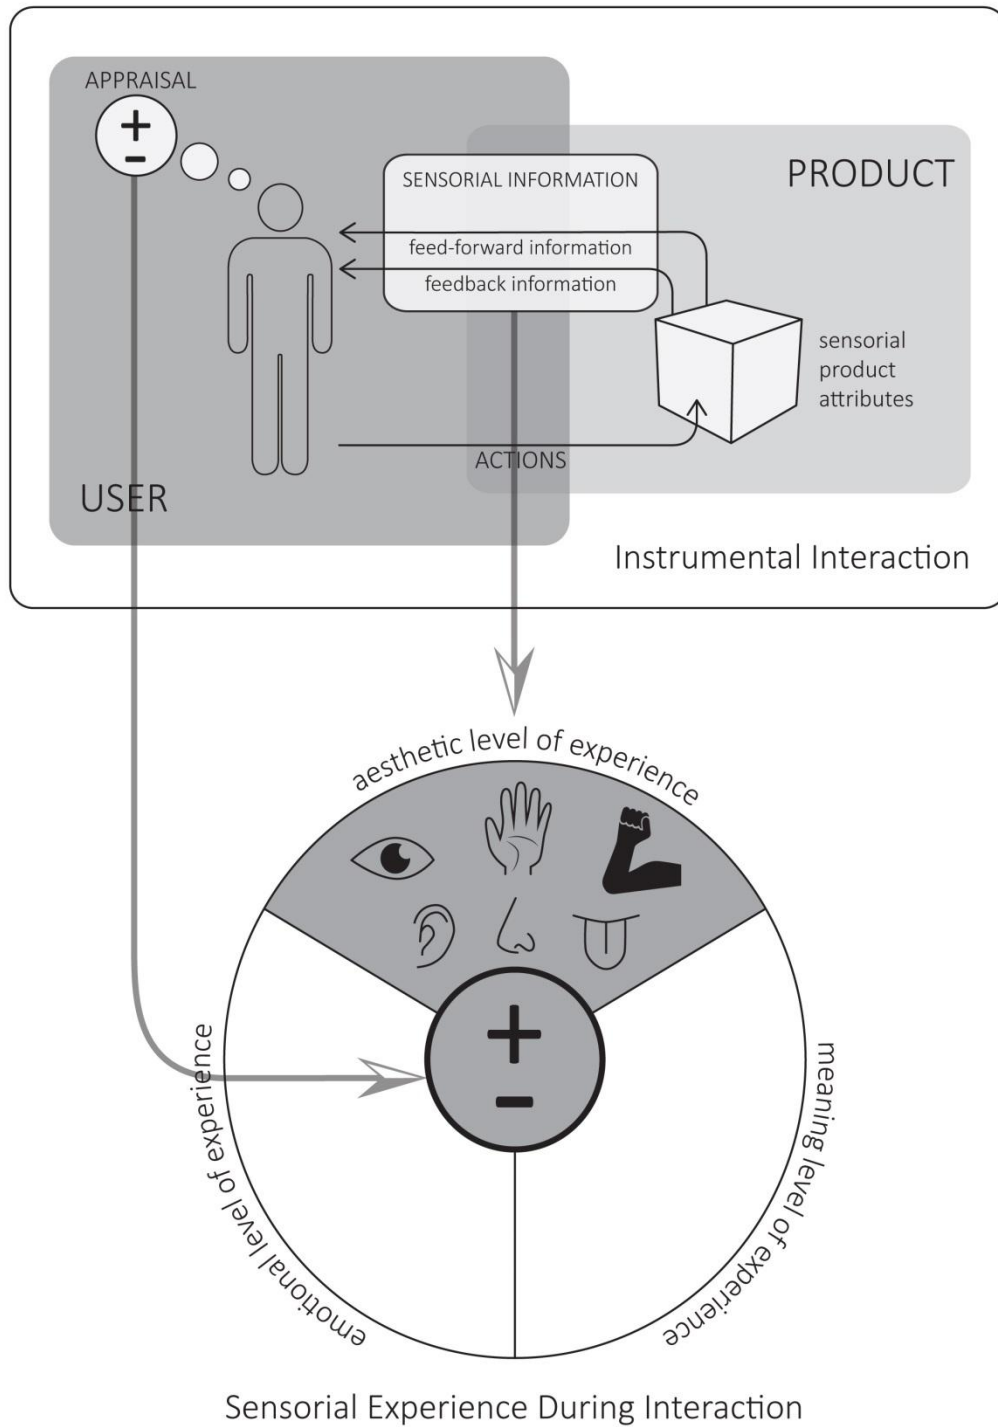 APPRAISAL
+
-
SENSORIAL INFORMATION
feed-forward information
feedback information
PRODUCT
sensorial
product
attributes
ACTIONS
USER
Instrumental Interaction
aesthetic level of experience
+
-
emotional level of experience
meaning level of experience
Sensorial Experience During Interaction